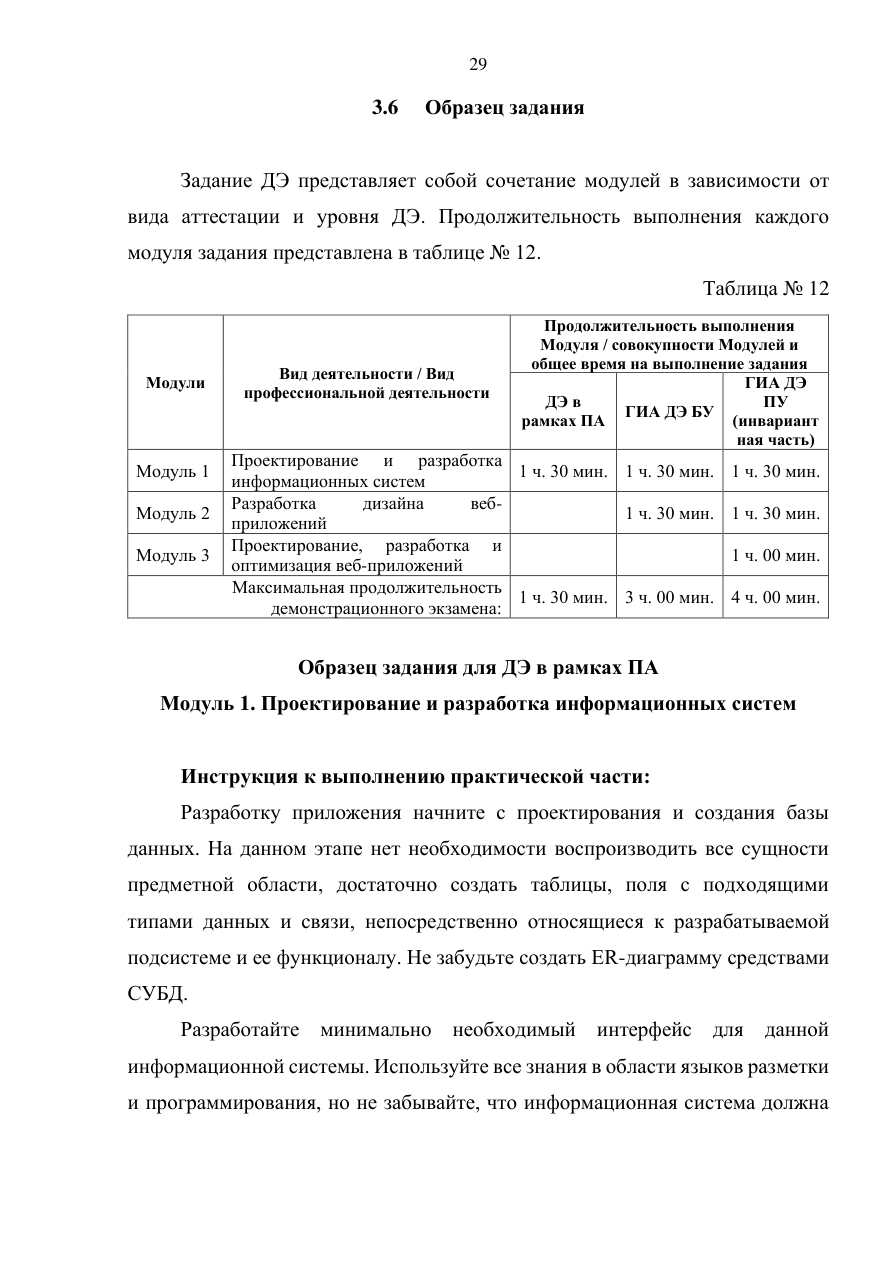 29
3.6 Образец задания
Задание ДЭ представляет собой сочетание модулей в зависимости от
вида аттестации и уровня ДЭ. Продолжительность выполнения каждого
модуля задания представлена в таблице № 12.
Таблица № 12
Модули
Вид деятельности / Вид
профессиональной деятельности
Продолжительность выполнения
Модуля / совокупности Модулей и
общее время на выполнение задания
ДЭ в
рамках ПА
ГИА ДЭ БУ
ГИА ДЭ
ПУ
(инвариант
ная часть)
Модуль 1
Проектирование и разработка
информационных систем
1 ч. 30 мин.
1 ч. 30 мин.
1 ч. 30 мин.
Модуль 2
Разработка дизайна веб-
приложений
1 ч. 30 мин.
1 ч. 30 мин.
Модуль 3
Проектирование, разработка и
оптимизация веб-приложений
1 ч. 00 мин.
Максимальная продолжительность
демонстрационного экзамена:
1 ч. 30 мин.
3 ч. 00 мин.
4 ч. 00 мин.
Образец задания для ДЭ в рамках ПА
Модуль 1. Проектирование и разработка информационных систем
Инструкция к выполнению практической части:
Разработку приложения начните с проектирования и создания базы
данных. На данном этапе нет необходимости воспроизводить все сущности
предметной области, достаточно создать таблицы, поля с подходящими
типами данных и связи, непосредственно относящиеся к разрабатываемой
подсистеме и ее функционалу. Не забудьте создать ER-диаграмму средствами
СУБД.
Разработайте минимально необходимый интерфейс для данной
информационной системы. Используйте все знания в области языков разметки
и программирования, но не забывайте, что информационная система должна